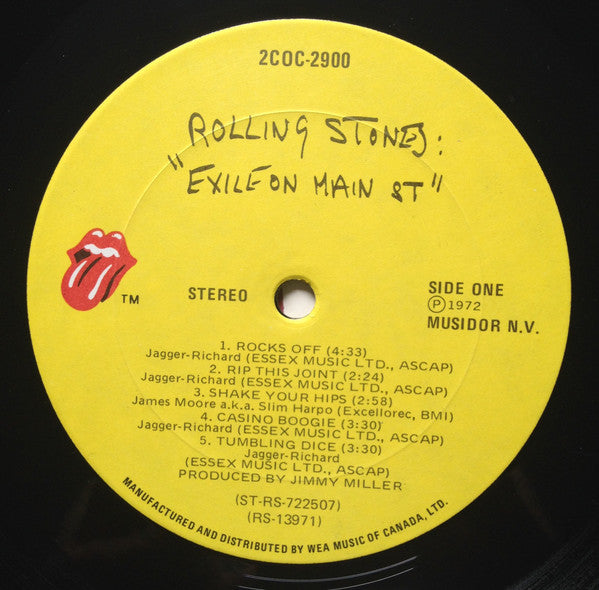 2COC-2900
ROLLING STONES:
"EXILE ON MAIN ST"
TM
STEREO
SIDE ONE
Ⓟ1972
MUSIDOR N.V.
1. ROCKS OFF (4:33)
Jagger-Richard (ESSEX MUSIC LTD., ASCAP)
2. RIP THIS JOINT (2:24)
Jagger-Richard (ESSEX MUSIC LTD., ASCAP)
3. SHAKE YOUR HIPS (2:58)
James Moore a.k.a. Slim Harpo (Excellorec, BMI)
4. CASINO BOOGIE (3:30)
Jagger-Richard (ESSEX MUSIC LTD., ASCAP)
5. TUMBLING DICE (3:30)
Jagger-Richard
(ESSEX MUSIC LTD., ASCAP)
PRODUCED BY JIMMY MILLER
(ST-RS-722507)
(RS-13971)
MANUFACTURED AND DISTRIBUTED BY WEA MUSIC OF CANADA, LTD.